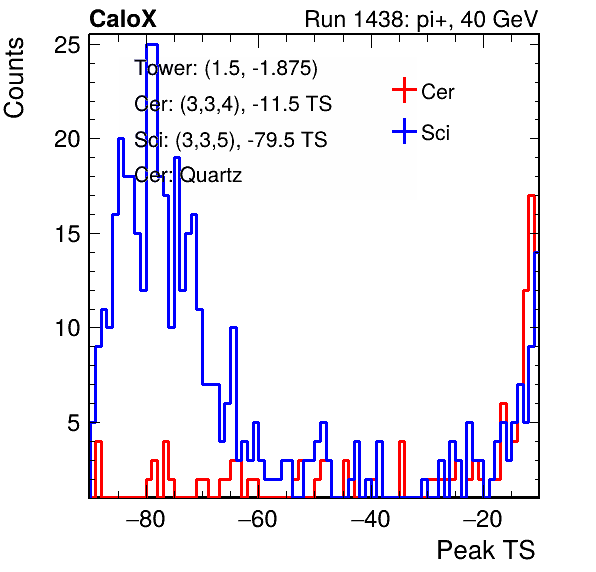 CaloX Run 1438: pi+, 40 GeV
Counts
25
20
15
10
5
Tower: (1.5, -1.875)
Cer: (3,3,4), -11.5 TS
Sci: (3,3,5), -79.5 TS
Cer: Quartz
Cer
Sci
−80 −60 −40 −20
Peak TS